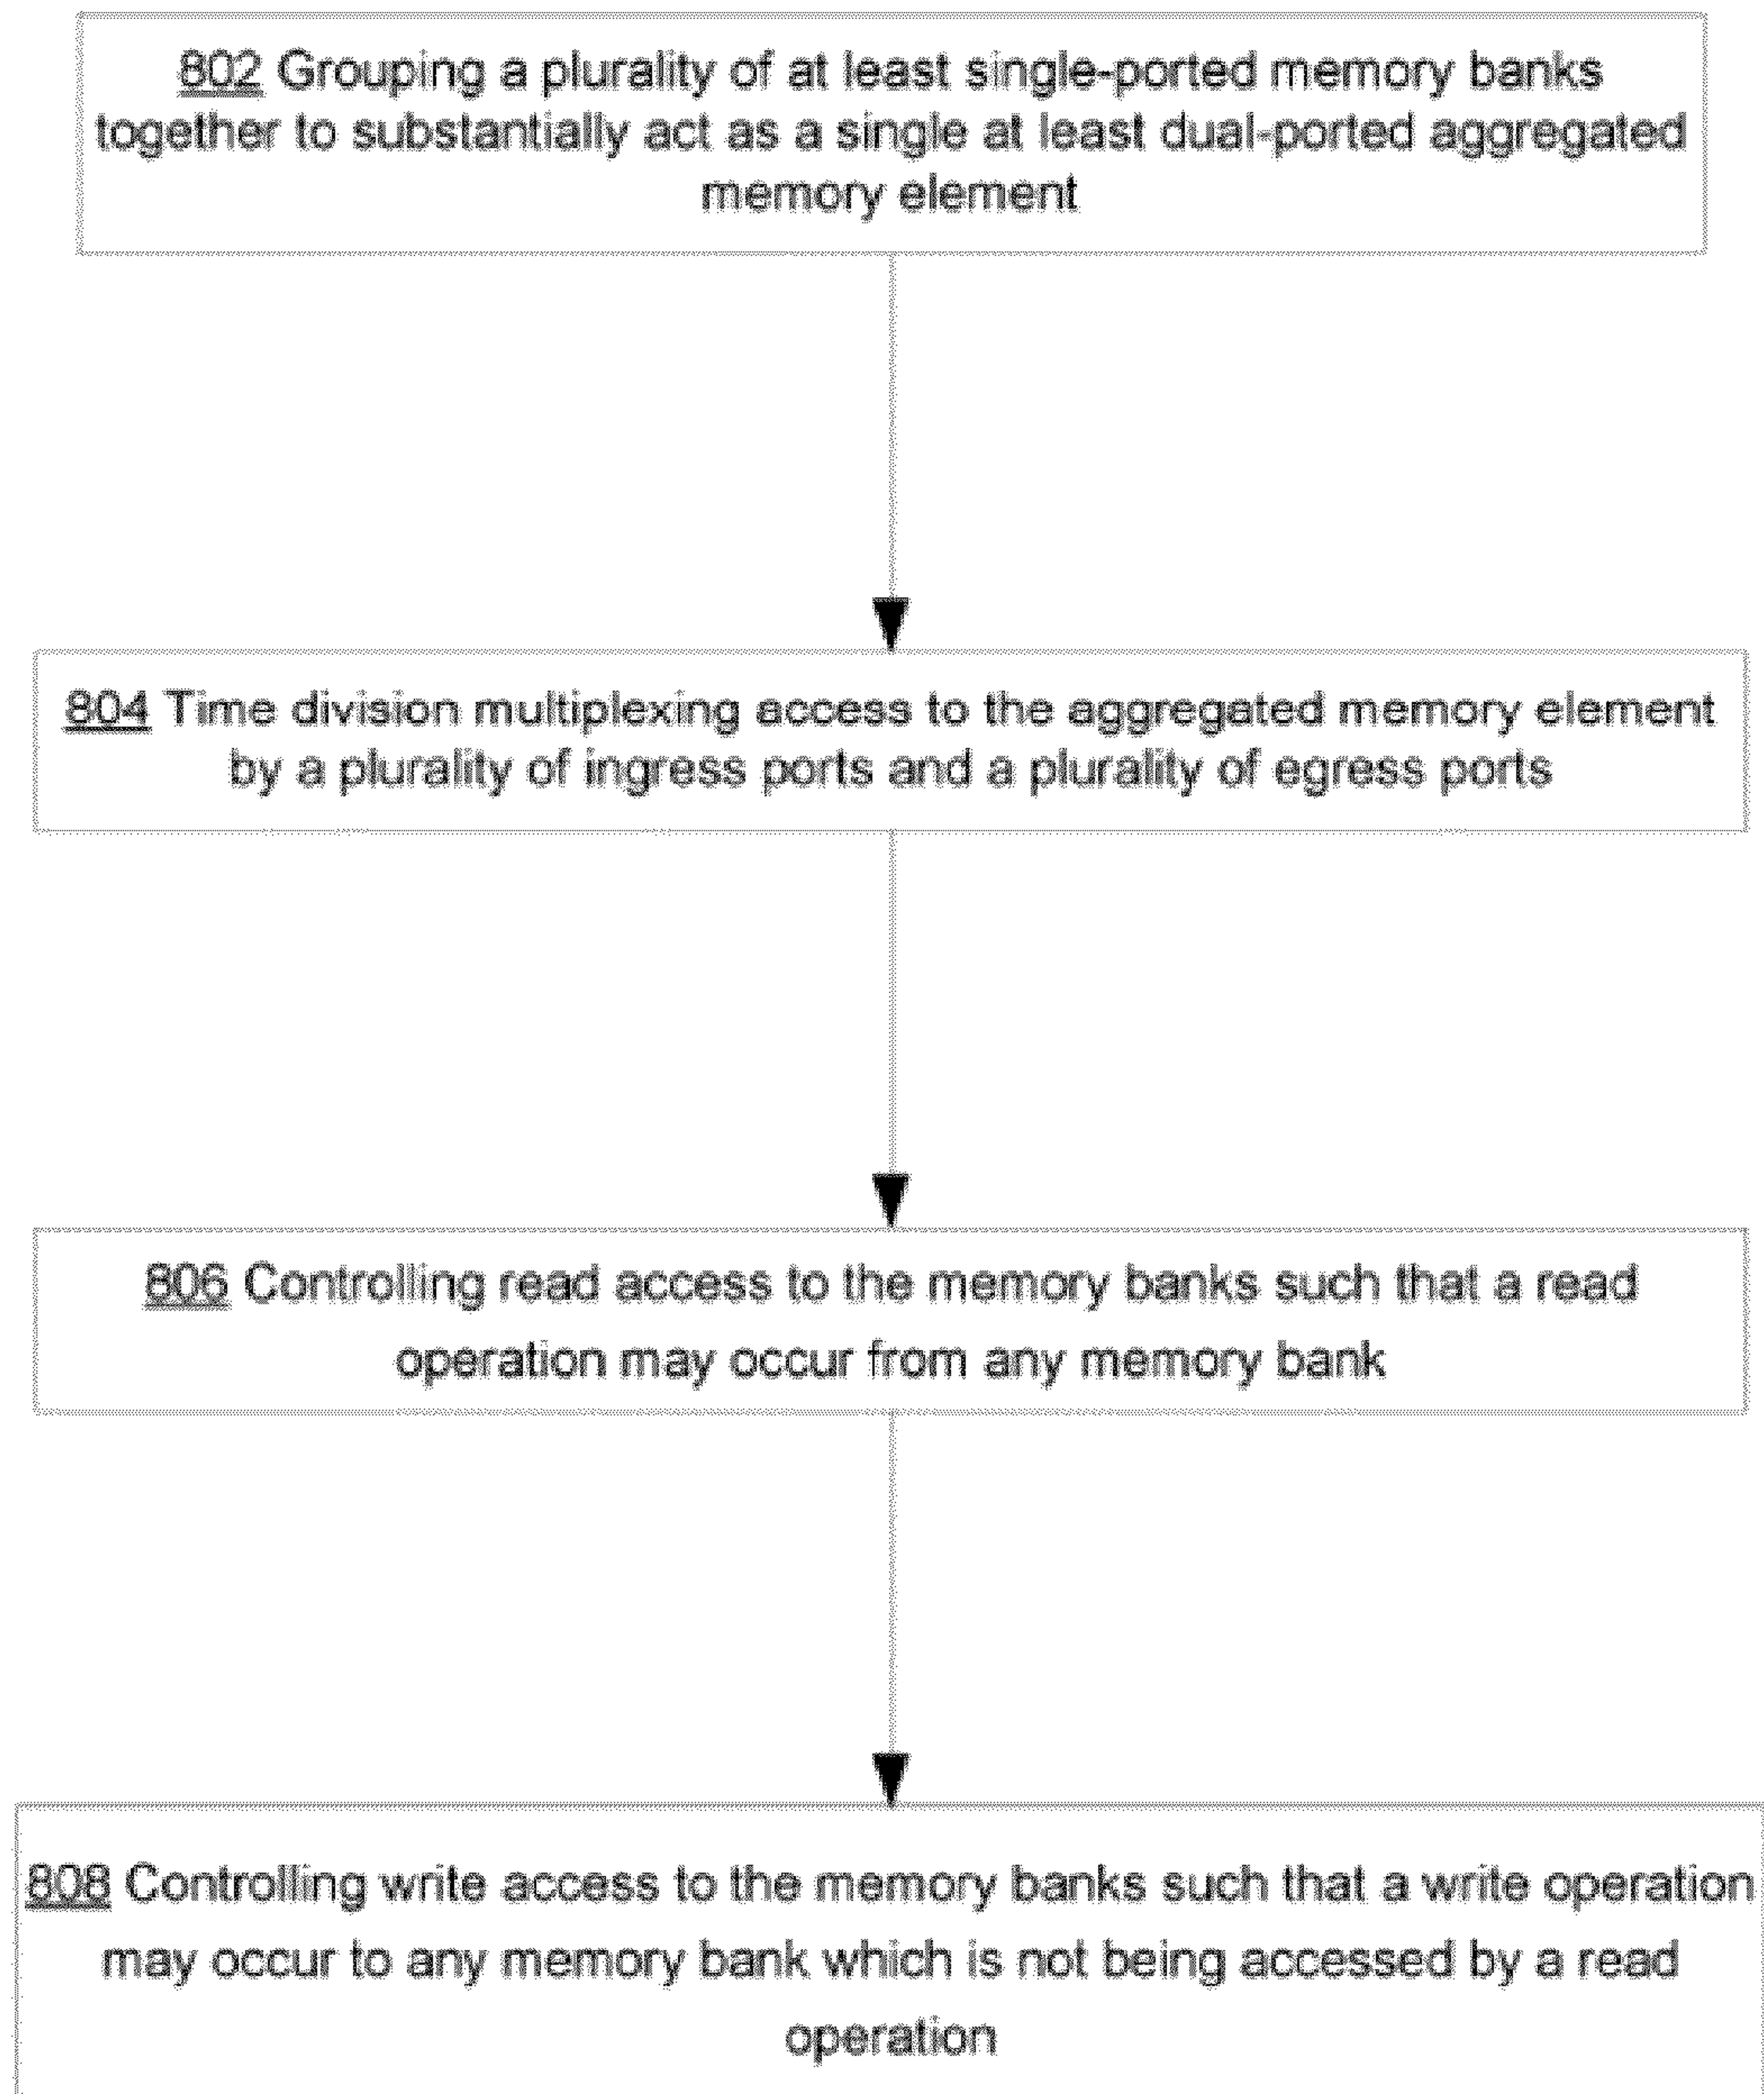 802 Grouping a plurality of at least single-ported memory banks
together to substantially act as a single at least dual-ported aggregated
memory element
804 Time division multiplexing access to the aggregated memory element
by a plurality of ingress ports and a plurality of egress ports
806 Controlling read access to the memory banks such that a read
operation may occur from any memory bank
808 Controlling write access to the memory banks such that a write operation
may occur to any memory bank which is not being accessed by a read
operation